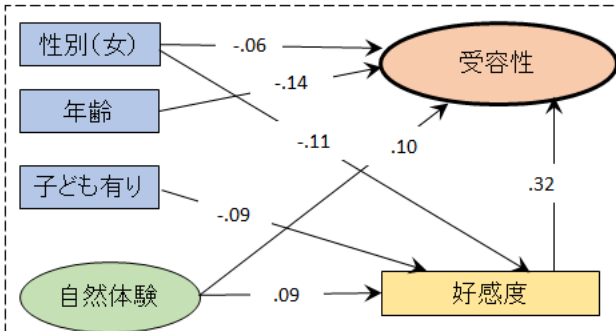 性別(女)
-.06
受容性
年齢
-.14
-.11
.10
子ども有り
.32
-.09
自然体験
.09
好感度